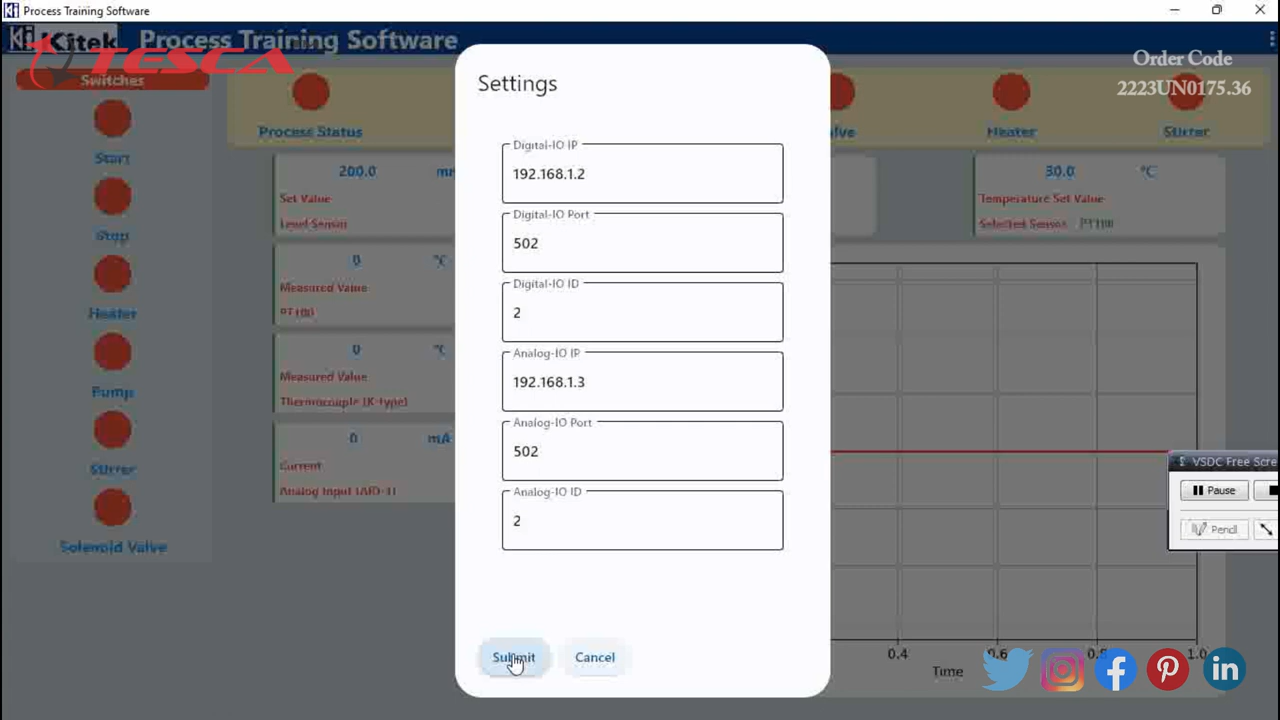 Process Training Software
Kitek
Process Training Software
TESCA
Order Code
2223UN0175.36
Switches
Start
Stop
Heater
Pump
Stirrer
Solenoid Valve
Process Status
Heater
Stirrer
200.0
Set Value
Level Sensor
0 °C
Measured Value
PT100
0 °C
Measured Value
Thermocouple (K-type)
0 mA
Current
Analog Input (AID-1)
30.0 °C
Temperature Set Value
Selected Sensor PT100
Settings
Digital-IO IP
192.168.1.2
Digital-IO Port
502
Digital-IO ID
2
Analog-IO IP
192.168.1.3
Analog-IO Port
502
Analog-IO ID
2
Submit Cancel
0.4 0.6 0.8 1.0
Time
VSDC Free Scre
Pause
Pencil